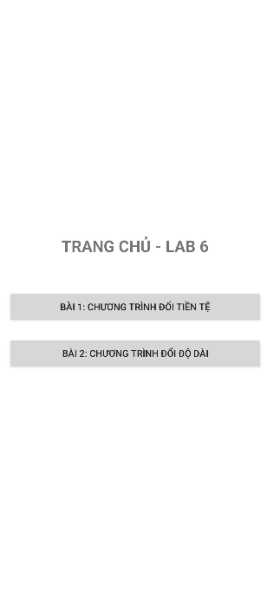 TRANG CHỦ - LAB 6
BÀI 1: CHƯƠNG TRÌNH ĐỔI TIỀN TỆ
BÀI 2: CHƯƠNG TRÌNH ĐỔI ĐỘ DÀI